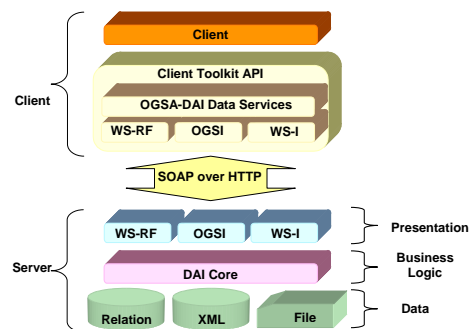 Client
Client Toolkit API
Client
OGSA-DAI Data Services
WS-RF OGSI WS-I
SOAP over HTTP
WS-RF OGSI WS-I
Presentation
Server
DAI Core
Business
Logic
Relation XML File
Data